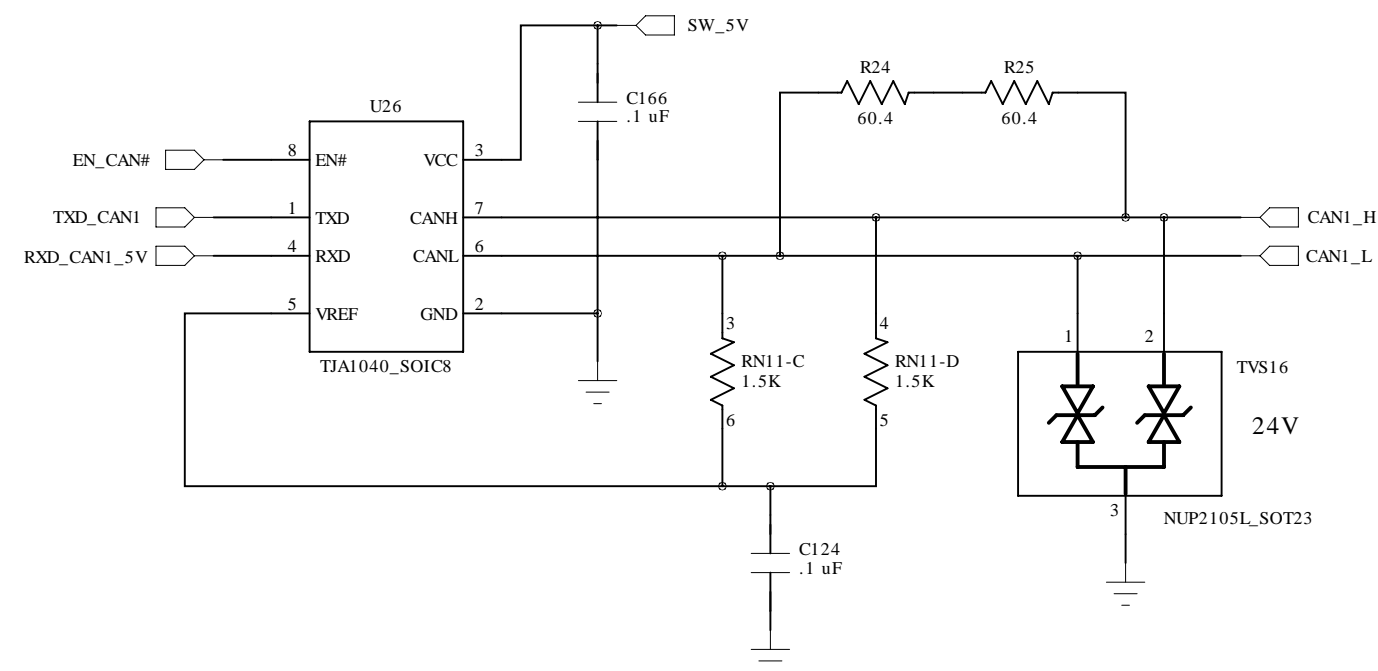 SW_5V
R24
R25
C166
.1 uF
60.4
60.4
U26
EN_CAN#
8
EN#
VCC
3
TXD_CAN1
1
TXD
CANH
7
CAN1_H
RXD_CAN1_5V
4
RXD
CANL
6
CAN1_L
5
VREF
GND
2
TJA1040_SOIC8
3
4
1
2
RN11-C
1.5K
RN11-D
1.5K
TVS16
24V
6
5
3
NUP2105L_SOT23
C124
.1 uF